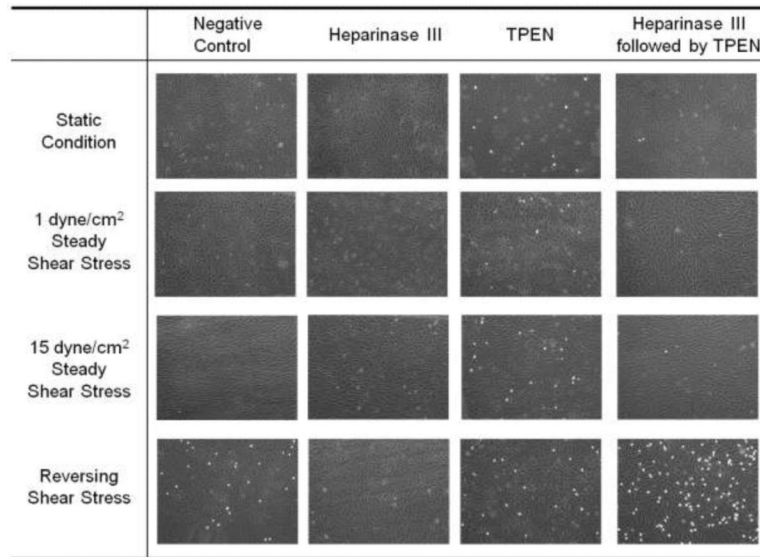 Negative
Control
Heparinase III
TPEN
Heparinase III
followed by TPEN
Static
Condition
1 dyne/cm²
Steady
Shear Stress
15 dyne/cm²
Steady
Shear Stress
Reversing
Shear Stress